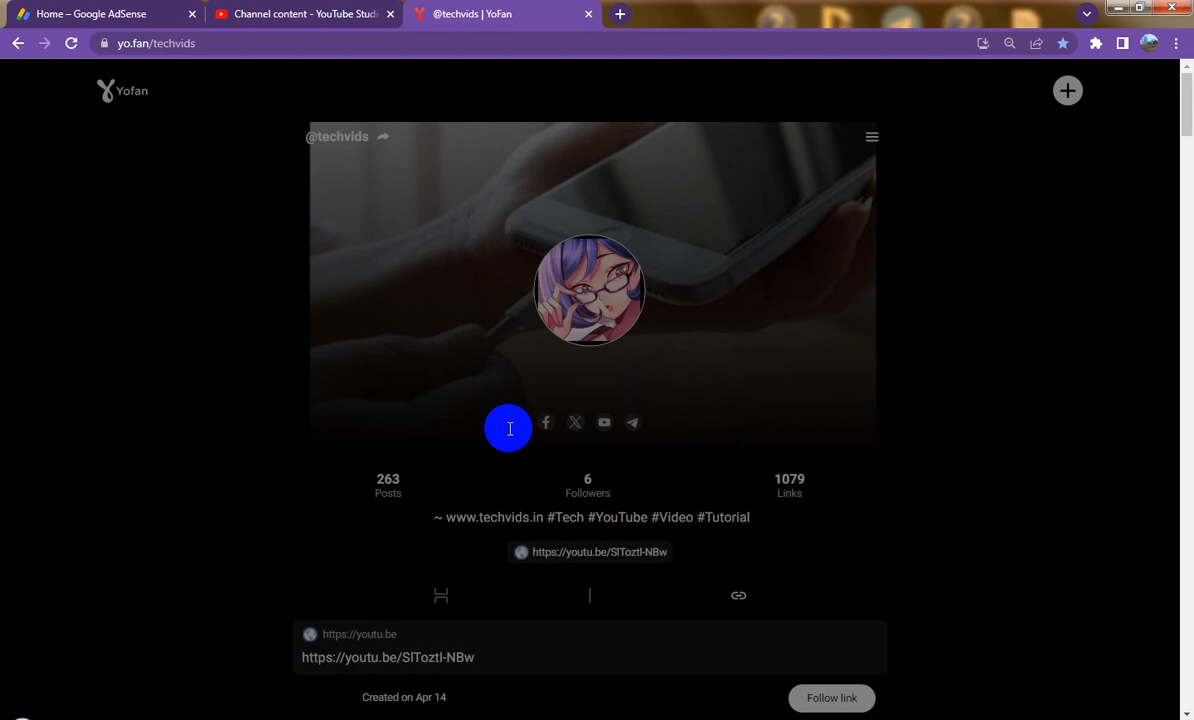 Home – Google AdSense
Channel content - YouTube Studi
@techvids | YoFan
yo.fan/techvids
Yofan
@techvids
263
Posts
6
Followers
1079
Links
~ www.techvids.in #Tech #YouTube #Video #Tutorial
https://youtu.be/SlToztl-NBw
https://youtu.be
https://youtu.be/SlToztl-NBw
Created on Apr 14
Follow link